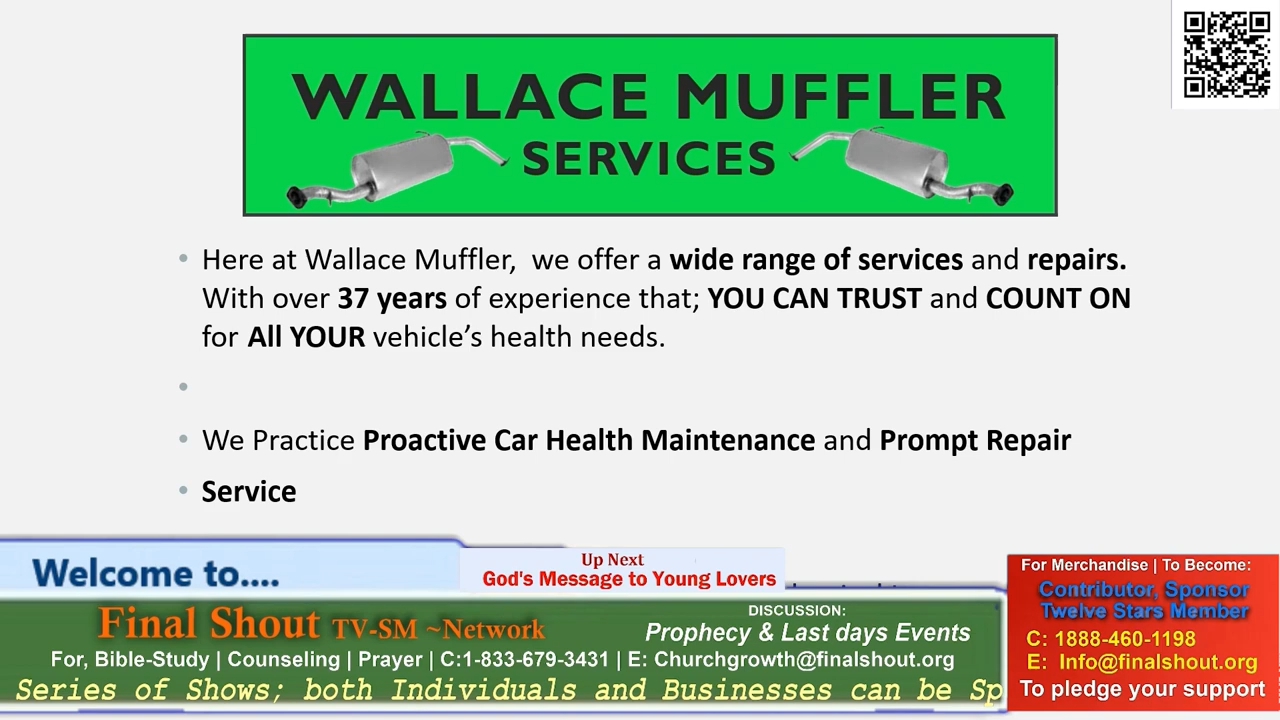 WALLACE MUFFLER
SERVICES
Here at Wallace Muffler, we offer a wide range of services and repairs.
With over 37 years of experience that; YOU CAN TRUST and COUNT ON
for All YOUR vehicle's health needs.
We Practice Proactive Car Health Maintenance and Prompt Repair
Service
Welcome to....
Up Next
God's Message to Young Lovers
Final Shout TV-SM ~Network
DISCUSSION:
Prophecy & Last days Events
For, Bible-Study | Counseling | Prayer | C:1-833-679-3431 | E: Churchgrowth@finalshout.org
Series of Shows; both Individuals and Businesses can be Sp
For Merchandise | To Become:
Contributor, Sponsor
Twelve Stars Member
C: 1888-460-1198
E: Info@finalshout.org
To pledge your support